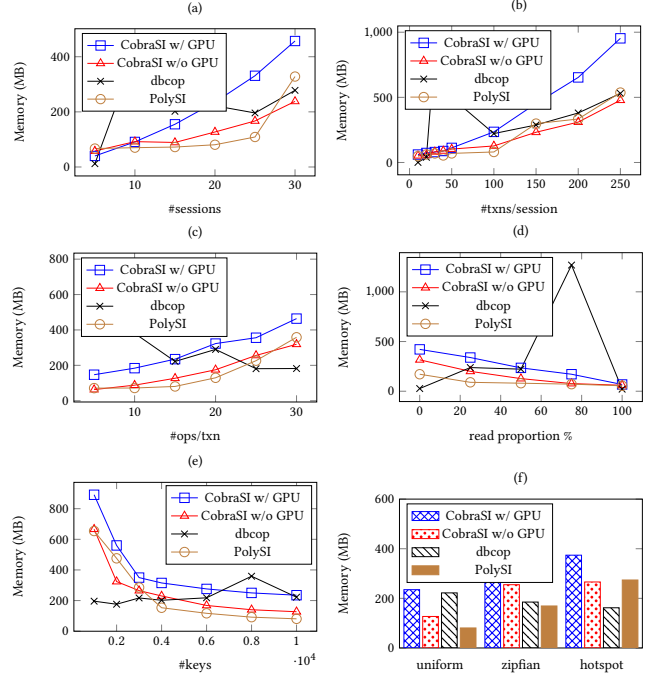 (a)
400
200
0
10
20
30
#sessions
Memory (MB)
CobraSI w/ GPU
CobraSI w/o GPU
dbcop
PolySI
(b)
1,000
500
0
0
50
100
150
200
250
#txns/session
Memory (MB)
CobraSI w/ GPU
CobraSI w/o GPU
dbcop
PolySI
(c)
800
600
400
200
0
10
20
30
#ops/txn
Memory (MB)
CobraSI w/ GPU
CobraSI w/o GPU
dbcop
PolySI
(d)
1,000
500
0
0
20
40
60
80
100
read proportion %
Memory (MB)
CobraSI w/ GPU
CobraSI w/o GPU
dbcop
PolySI
(e)
800
600
400
200
0
0.2
0.4
0.6
0.8
1
·10⁴
#keys
Memory (MB)
CobraSI w/ GPU
CobraSI w/o GPU
dbcop
PolySI
(f)
600
400
200
0
uniform
zipfian
hotspot
Memory (MB)
CobraSI w/ GPU
CobraSI w/o GPU
dbcop
PolySI